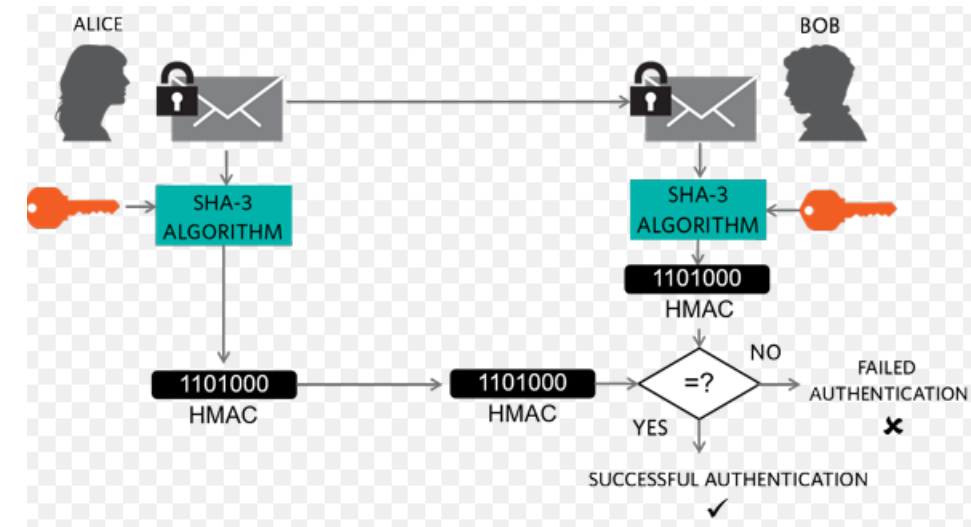 ALICE
BOB
SHA-3
ALGORITHM
SHA-3
ALGORITHM
1101000
HMAC
1101000
HMAC
1101000
HMAC
=?
NO
FAILED
AUTHENTICATION
YES
SUCCESSFUL AUTHENTICATION